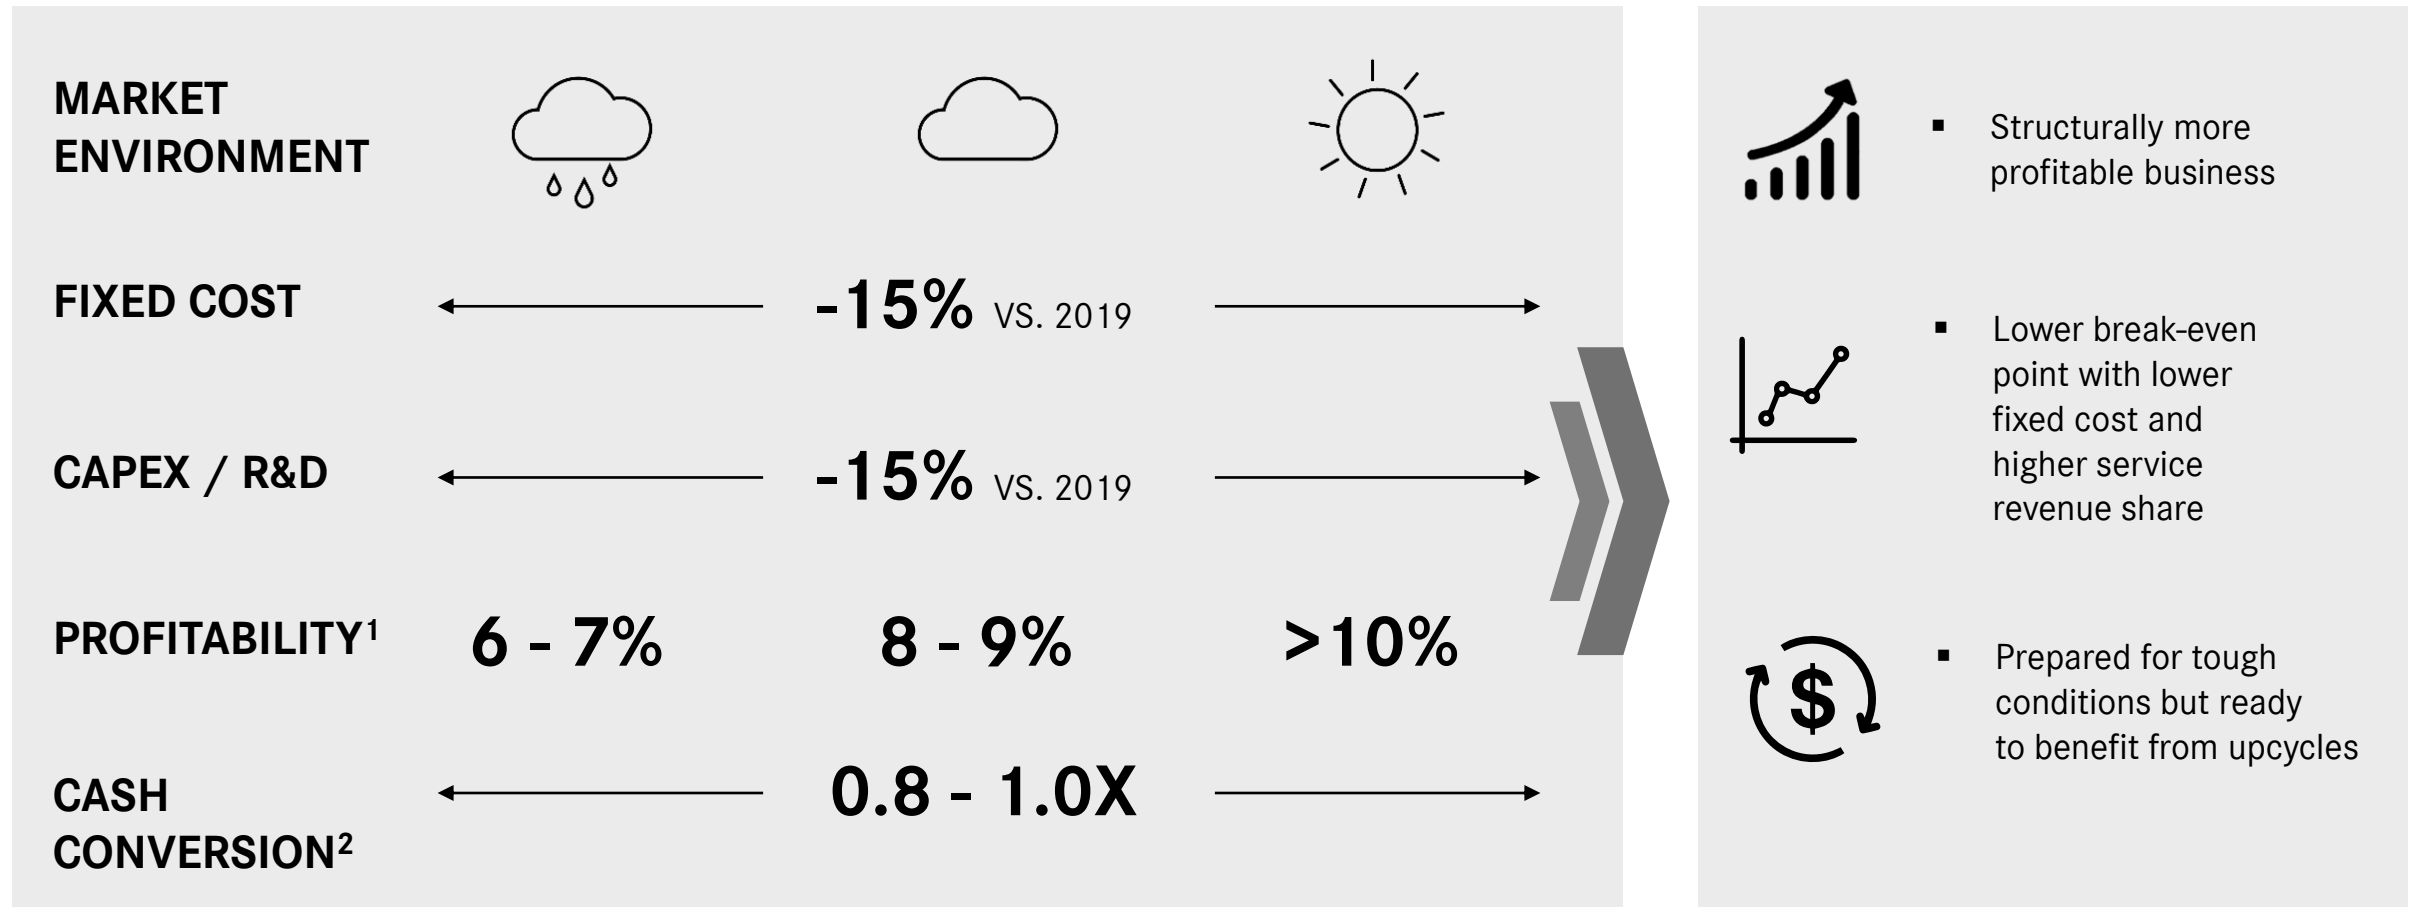 MARKET
ENVIRONMENT
FIXED COST
-15% VS. 2019
CAPEX / R&D
-15% VS. 2019
PROFITABILITY¹
6 - 7%
8 - 9%
>10%
CASH
CONVERSION²
0.8 - 1.0X
▪ Structurally more
profitable business
▪ Lower break-even
point with lower
fixed cost and
higher service
revenue share
$
▪ Prepared for tough
conditions but ready
to benefit from upcycles